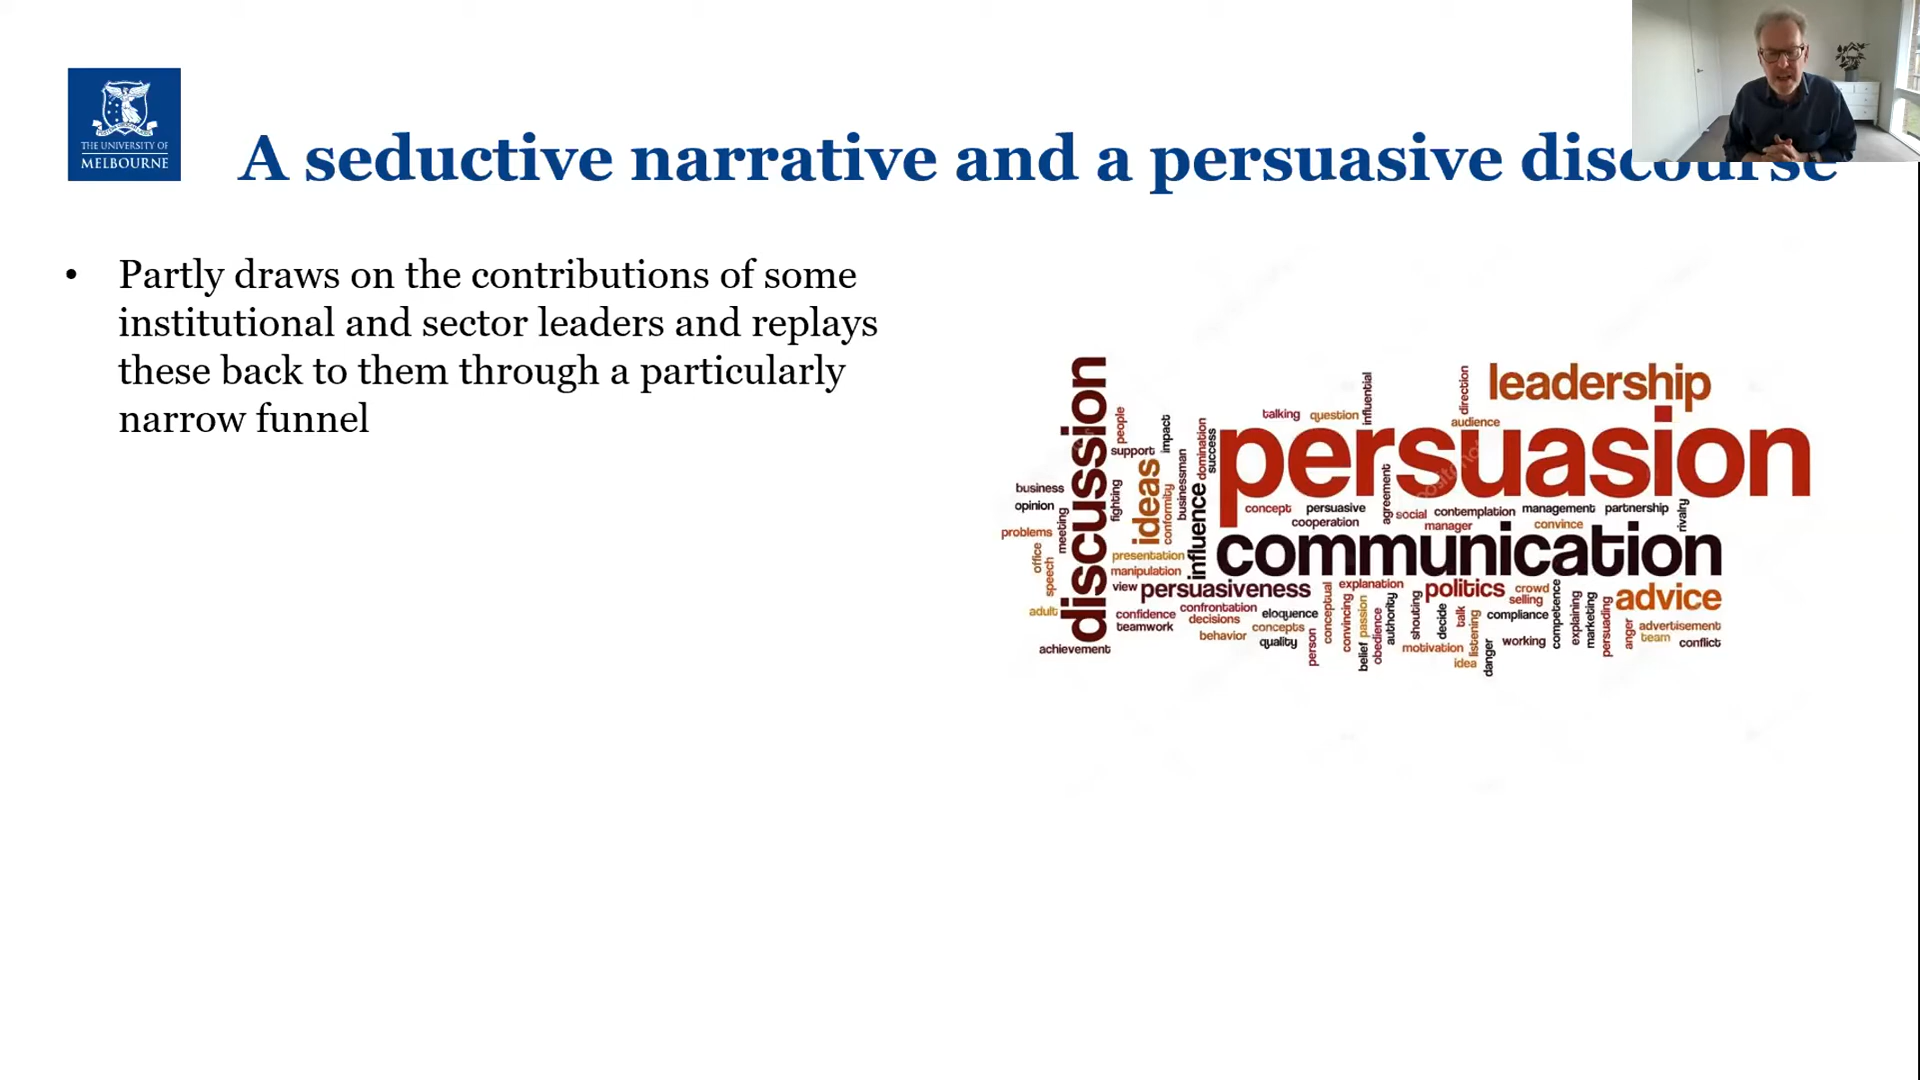 THE UNIVERSITY OF
MELBOURNE
A seductive narrative and a persuasive discourse
• Partly draws on the contributions of some
institutional and sector leaders and replays
these back to them through a particularly
narrow funnel
discussion
leadership
persuasion
communication
ideas
influence
persuasiveness
politics
advice
talking
question
influential
direction
audience
people
support
impact
domination
success
businessman
conformity
fighting
business
opinion
problems
meeting
office
speech
adult
achievement
presentation
manipulation
view
confidence
teamwork
confrontation
decisions
behavior
concepts
eloquence
quality
concept
persuasive
cooperation
agreement
social
contemplation
management
partnership
manager
convince
rivalry
explanation
conceptual
person
convincing
passion
belief
obedience
authority
shouting
decide
talk
listening
motivation
idea
danger
crowd
selling
compliance
working
competence
explaining
marketing
persuading
anger
advertisement
team
conflict